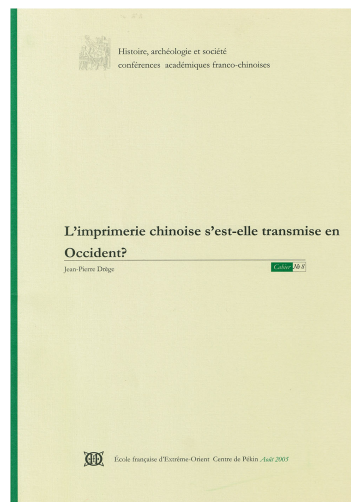 Histoire, archéologie et société
conférences académiques franco-chinoises
L'imprimerie chinoise s'est-elle transmise en
Occident?
Jean-Pierre Drège
Cahier № 8
École française d'Extrême-Orient Centre de Pékin Août 2005